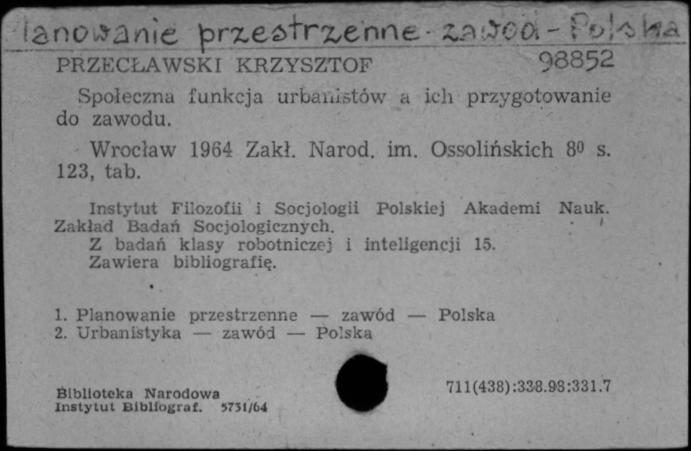 lanowanie przestrzenne - zawód - Polska
PRZECŁAWSKI KRZYSZTOF 98852
Społeczna funkcja urbanistów a ich przygotowanie
do zawodu.
Wrocław 1964 Zakł. Narod. im. Ossolińskich 8⁰ s.
123, tab.
Instytut Filozofii i Socjologii Polskiej Akademi Nauk.
Zakład Badań Socjologicznych.
Z badań klasy robotniczej i inteligencji 15.
Zawiera bibliografię.
1. Planowanie przestrzenne — zawód — Polska
2. Urbanistyka — zawód — Polska
Biblioteka Narodowa 711(438):338.98:331.7
Instytut Bibliograf. 5731/64